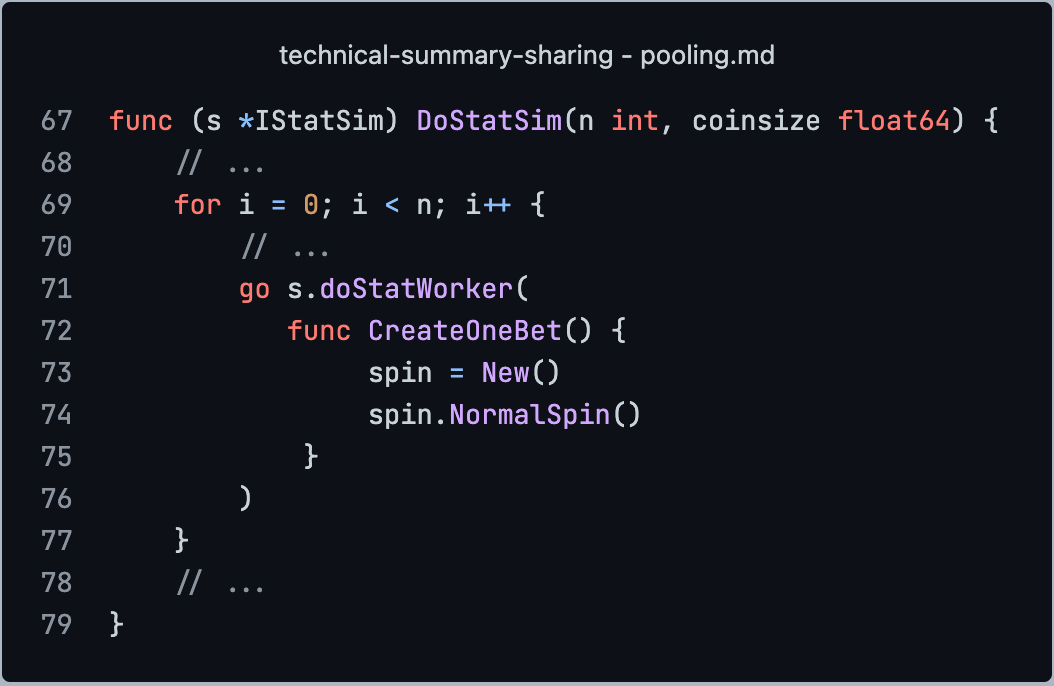 technical-summary-sharing - pooling.md
67 func (s *IStatSim) DoStatSim(n int, coinsize float64) {
68     // ...
69     for i = 0; i < n; i++ {
70         // ...
71         go s.doStatWorker(
72            func CreateOneBet() {
73                 spin = New()
74                 spin.NormalSpin()
75             }
76         )
77     }
78     // ...
79 }